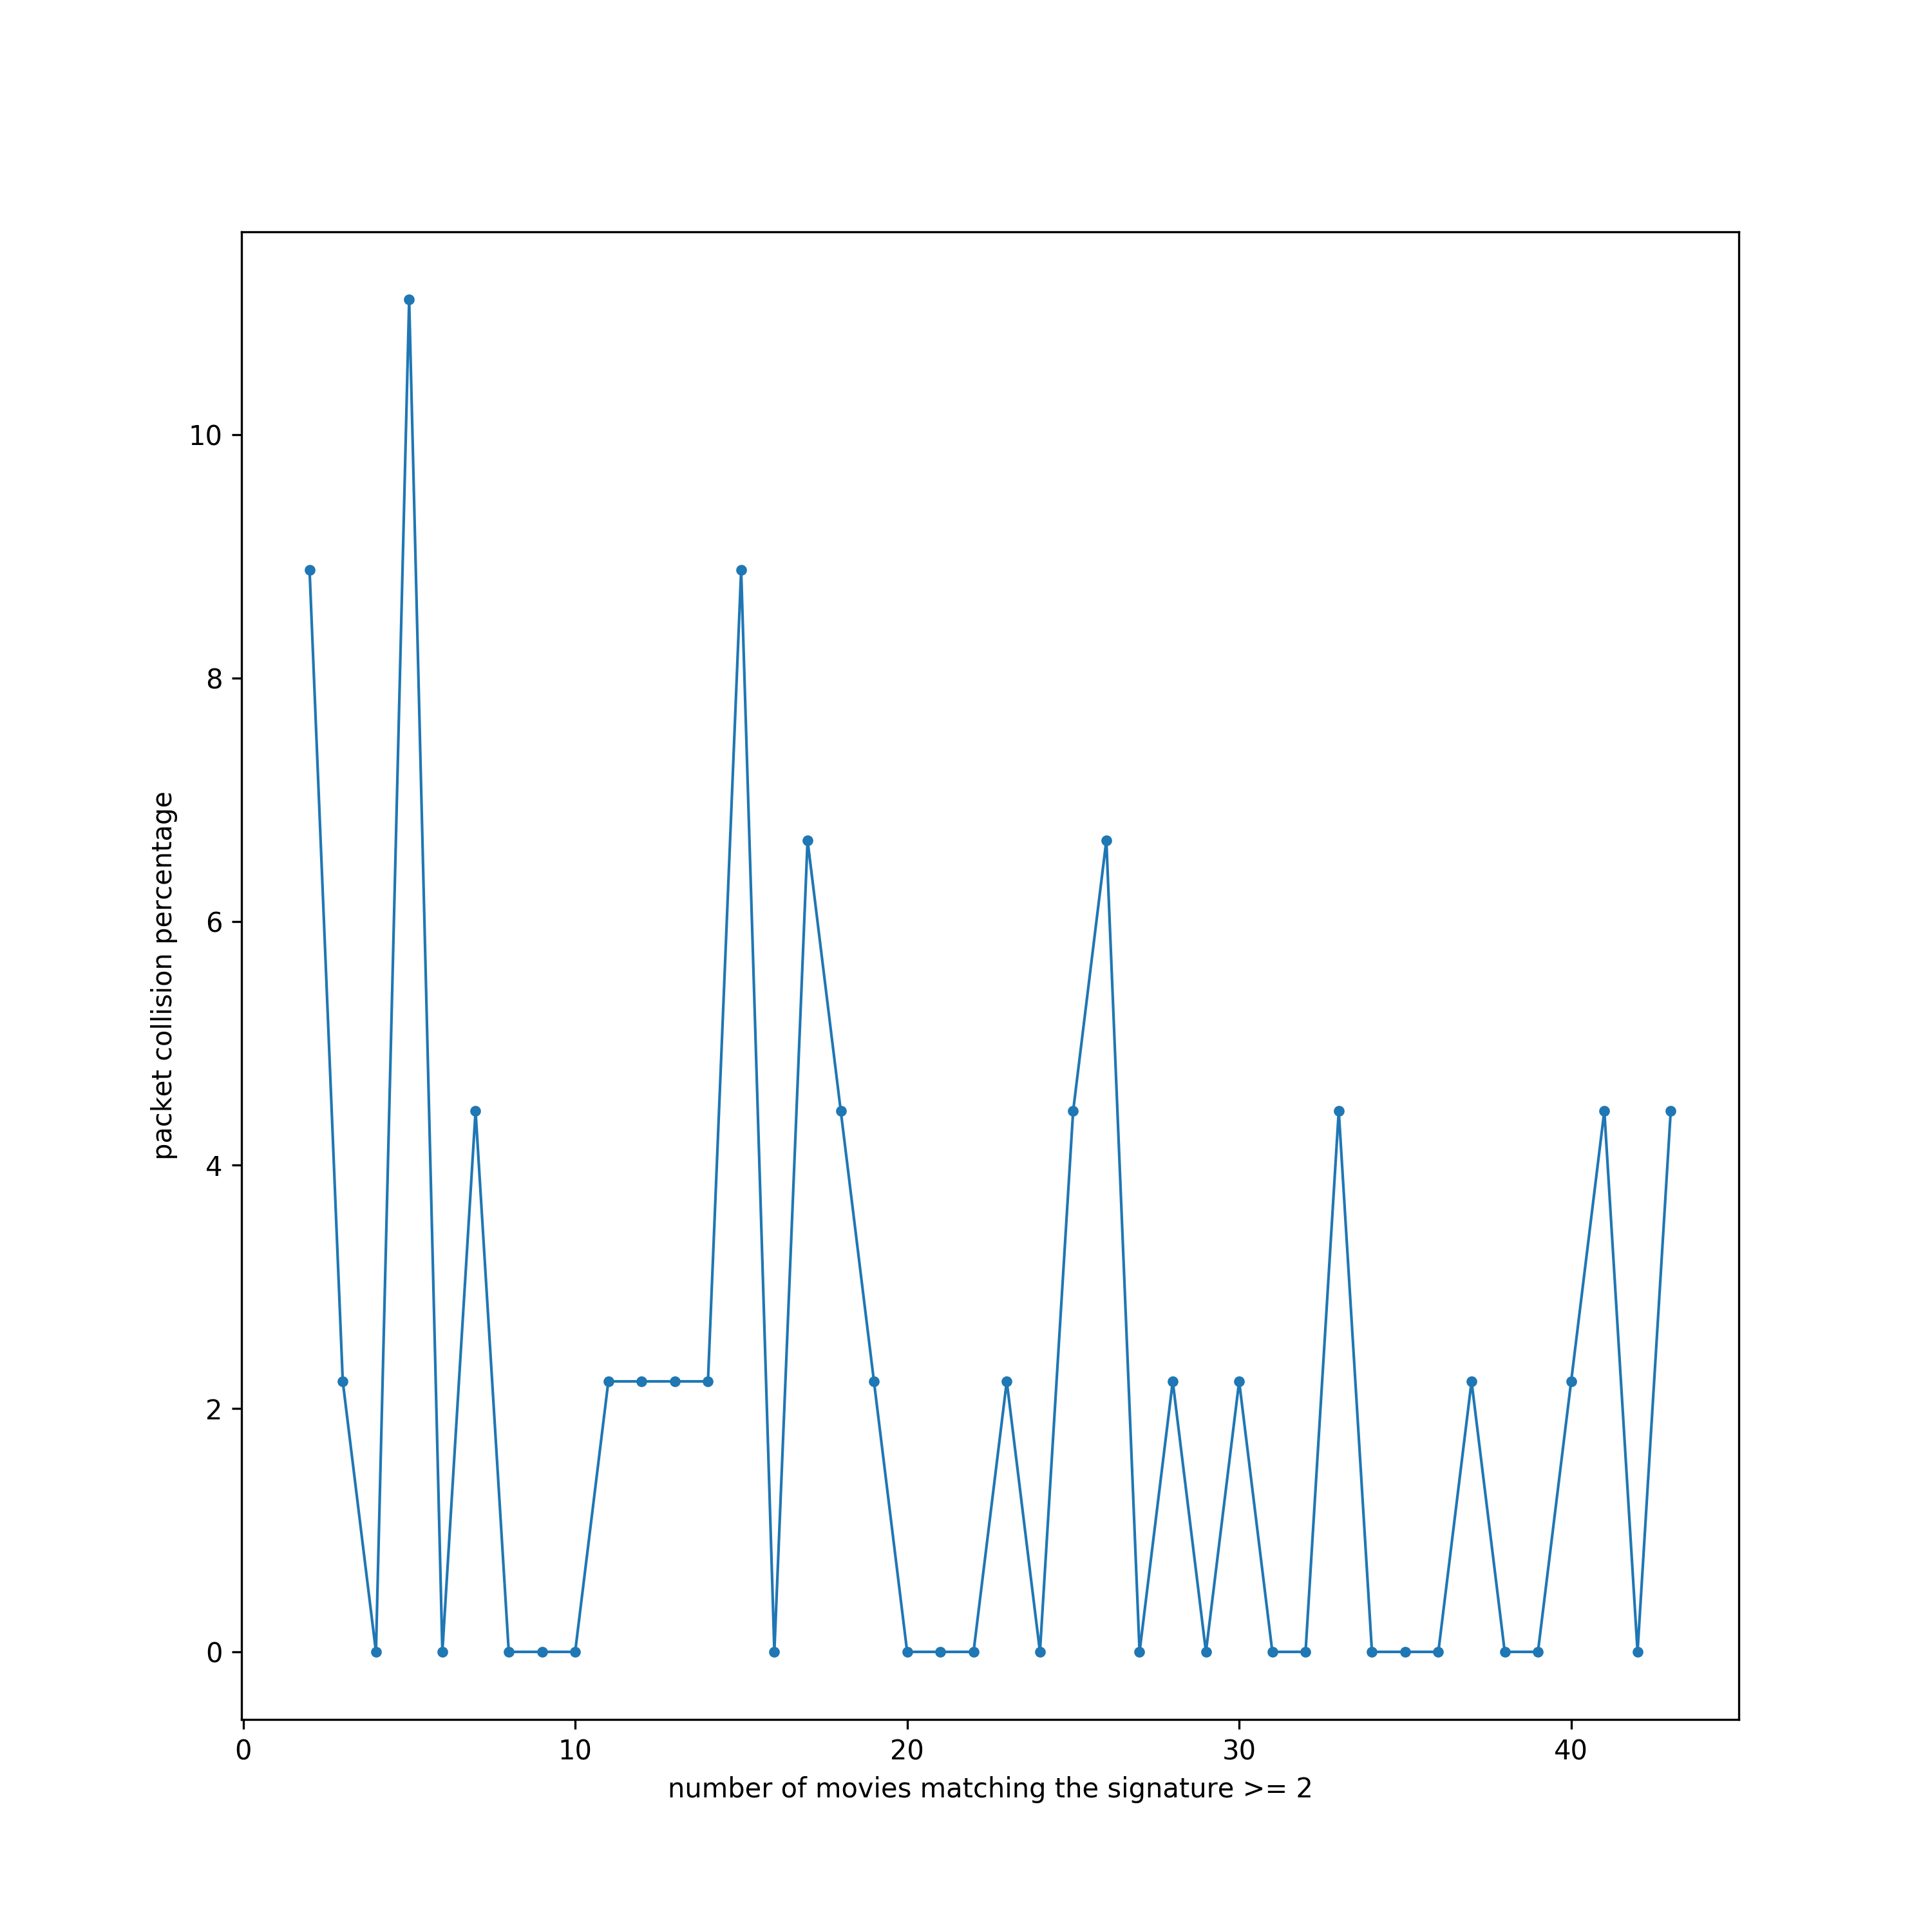 10
8
6
4
2
0
packet collision percentage
0 10 20 30 40
number of movies matching the signature >= 2